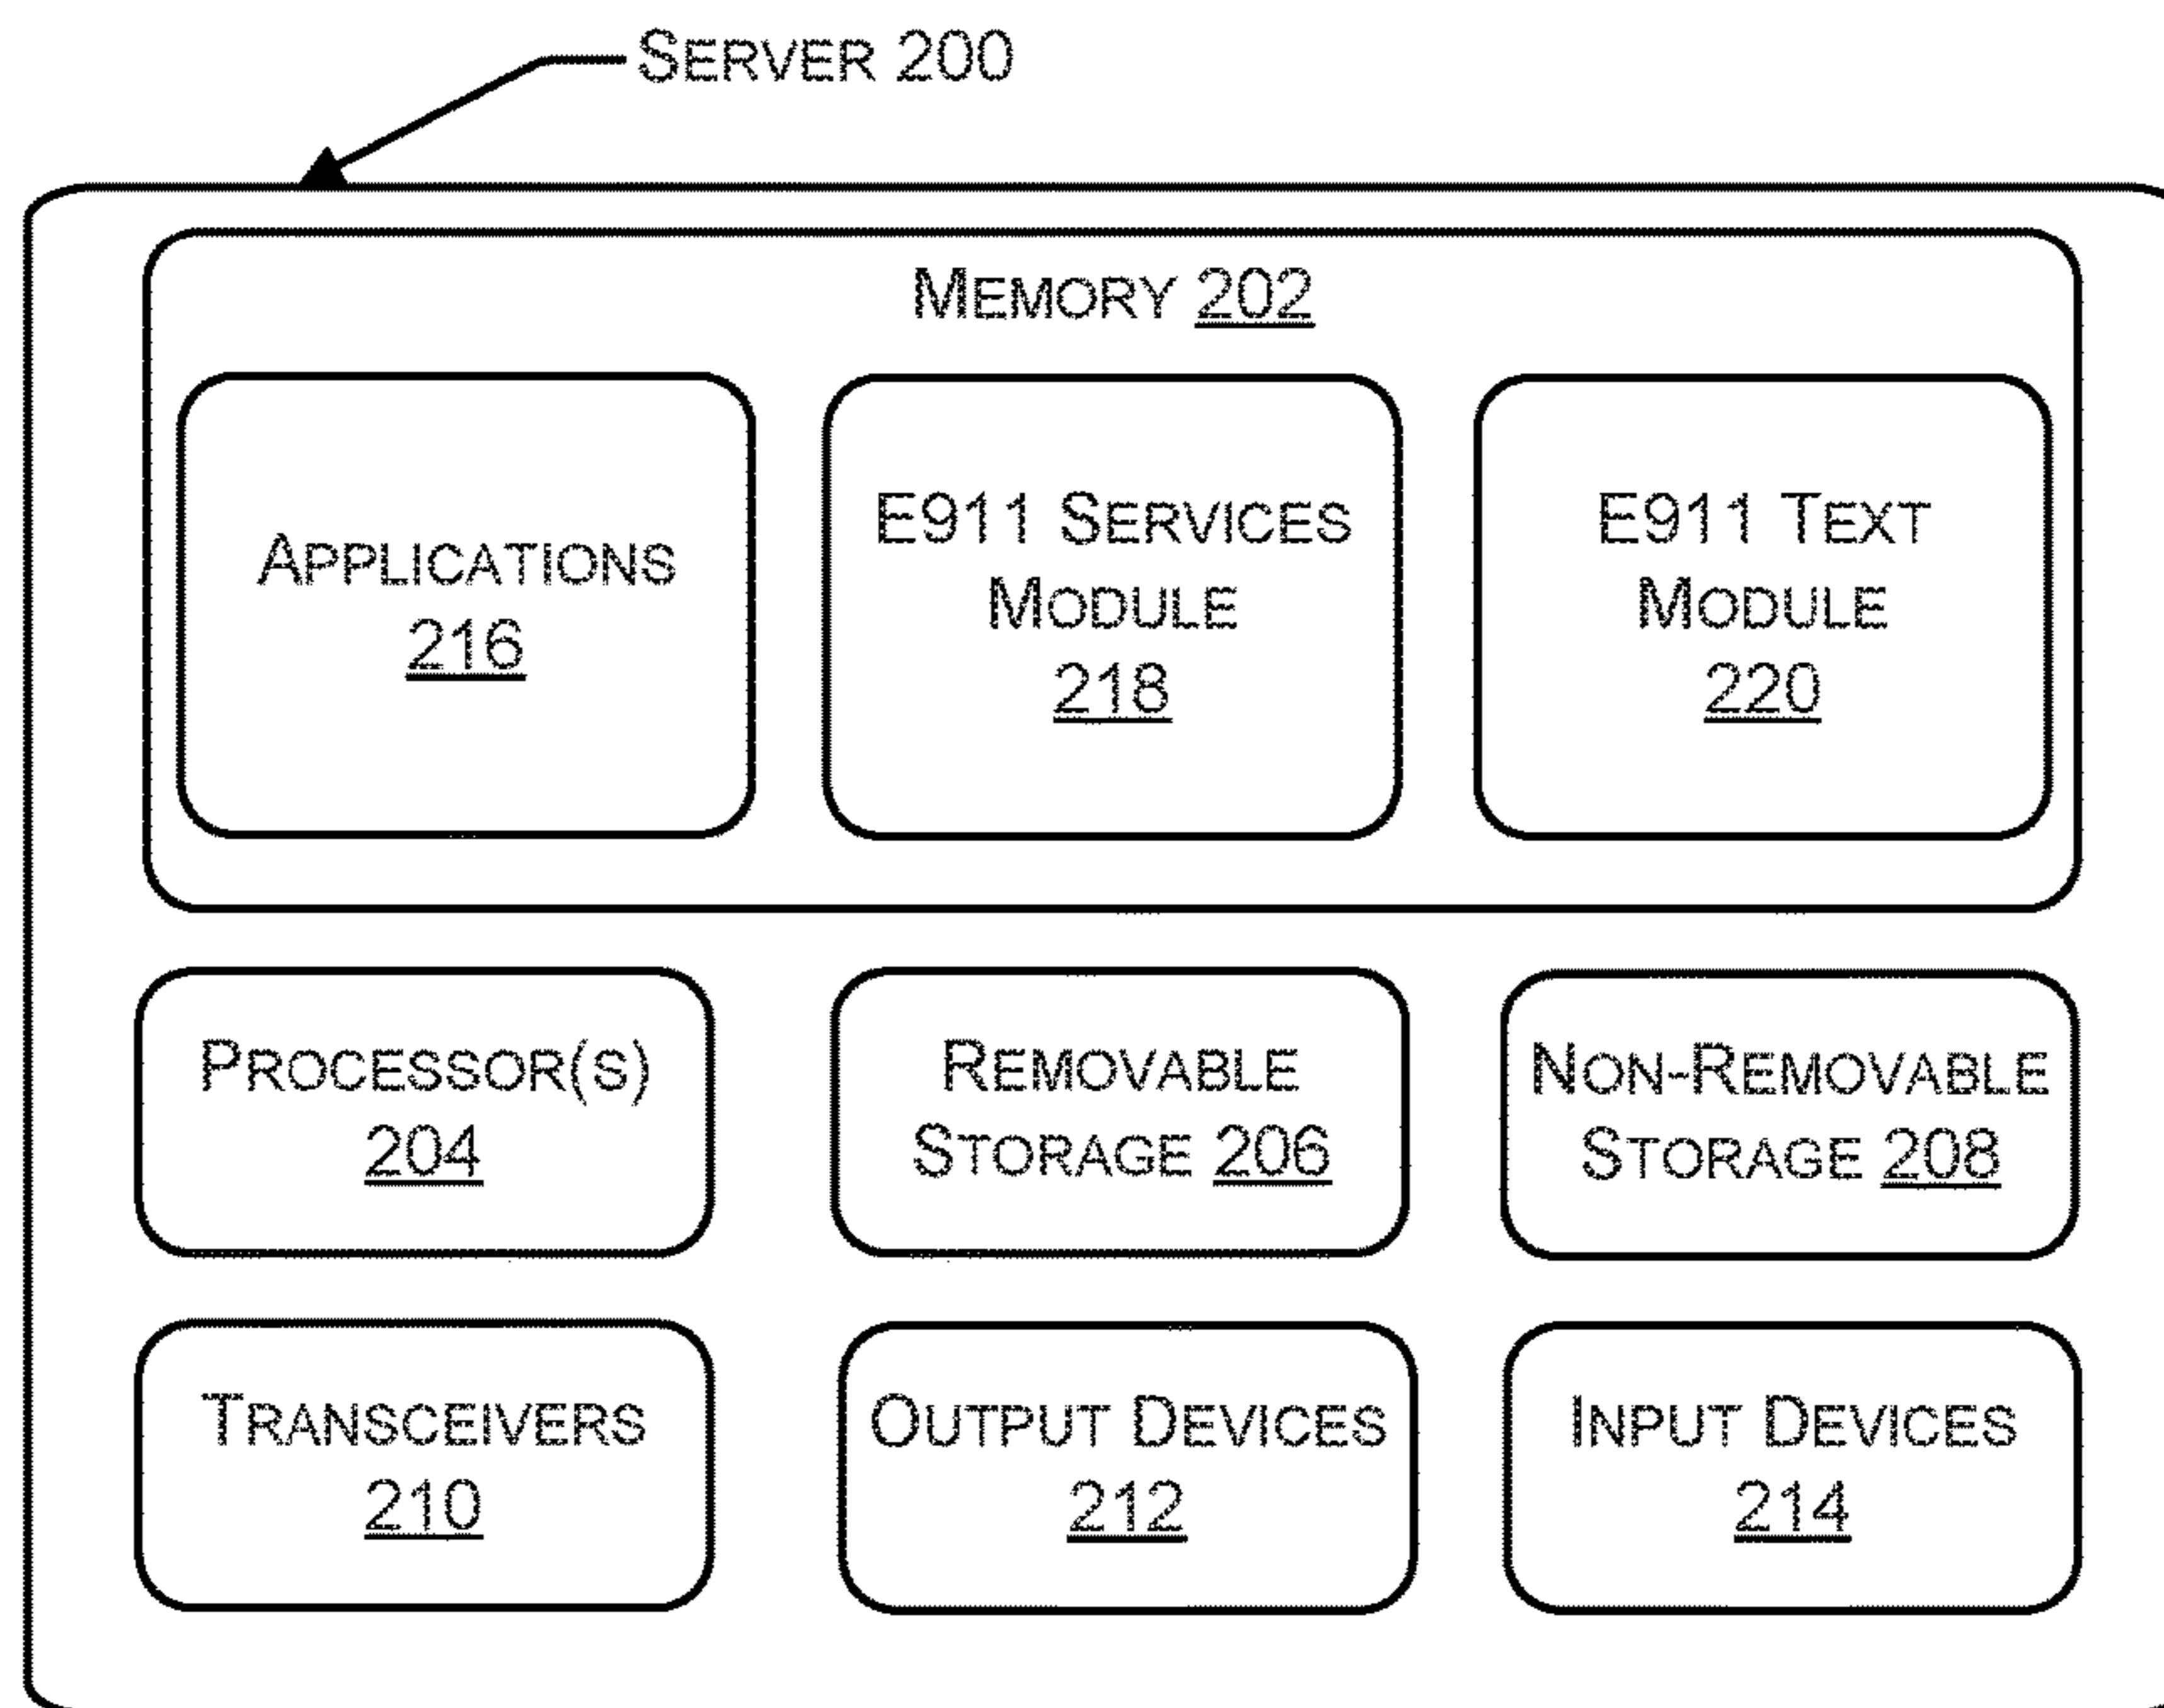 SERVER 200
MEMORY 202
APPLICATIONS
216
E911 SERVICES
MODULE
218
E911 TEXT
MODULE
220
PROCESSOR(S)
204
REMOVABLE
STORAGE 206
NON-REMOVABLE
STORAGE 208
TRANSCEIVERS
210
OUTPUT DEVICES
212
INPUT DEVICES
214